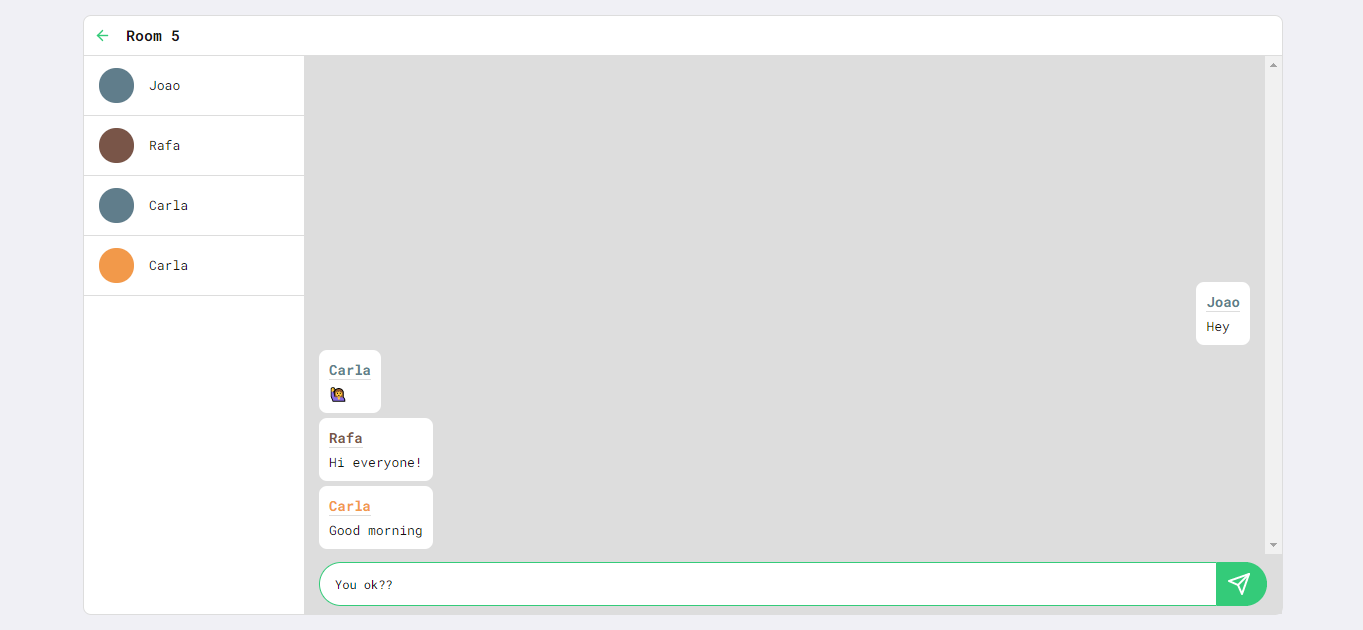 Room 5
Joao
Rafa
Carla
Carla
Joao
Hey
Carla
🙋‍♀️
Rafa
Hi everyone!
Carla
Good morning
You ok??